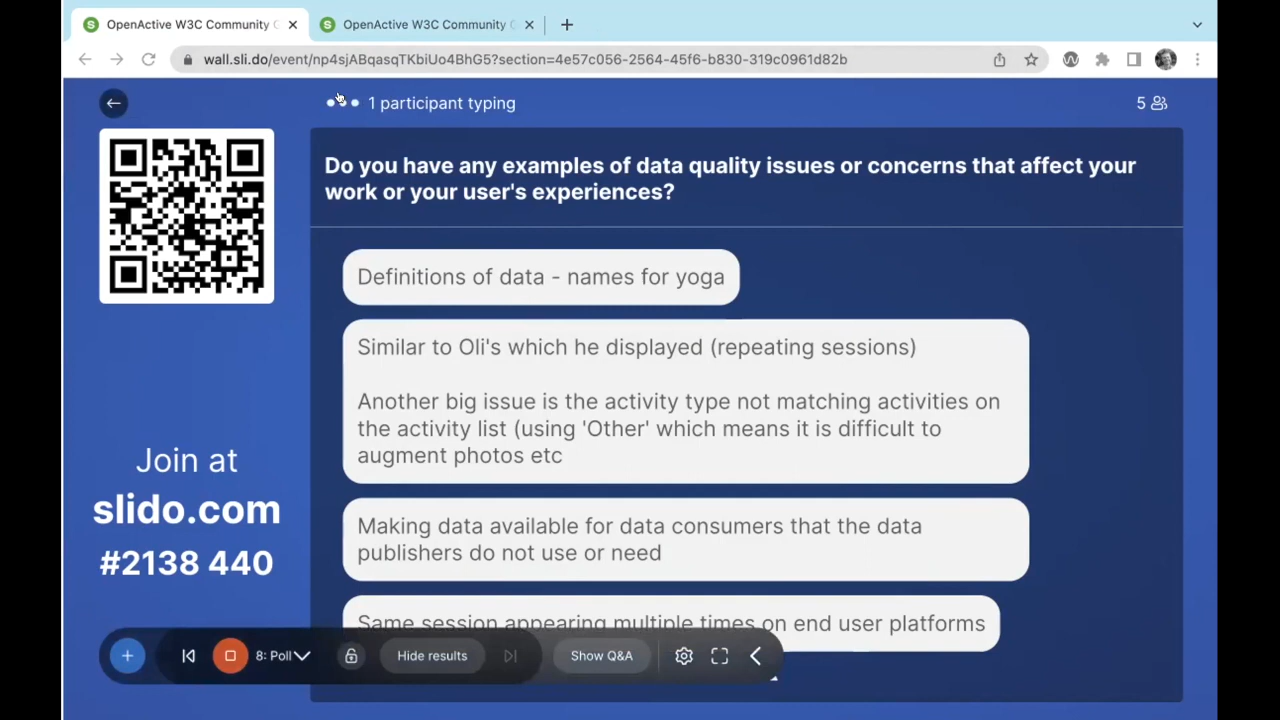 OpenActive W3C Community
OpenActive W3C Community
wall.sli.do/event/np4sjABqasqTKbiUo4BhG5?section=4e57c056-2564-45f6-b830-319c0961d82b
1 participant typing
5
Do you have any examples of data quality issues or concerns that affect your
work or your user's experiences?
Definitions of data - names for yoga
Similar to Oli's which he displayed (repeating sessions)
Another big issue is the activity type not matching activities on
the activity list (using 'Other' which means it is difficult to
augment photos etc
Join at
slido.com
#2138 440
Making data available for data consumers that the data
publishers do not use or need
Same session appearing multiple times on end user platforms
8: Poll
Hide results
Show Q&A